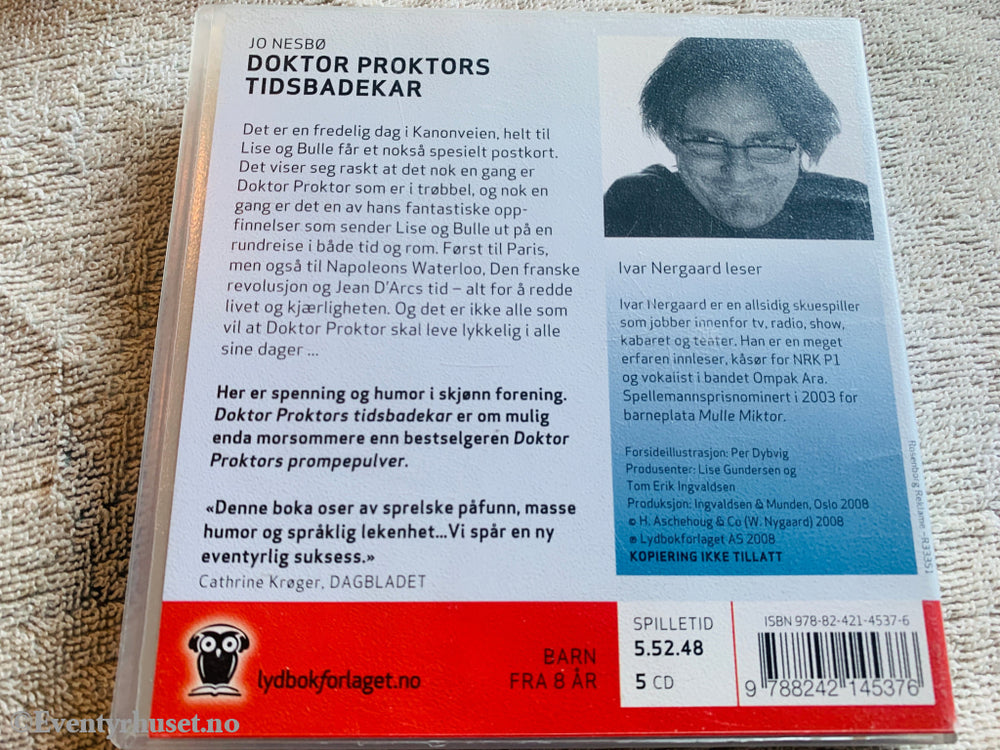 JO NESBØ
DOKTOR PROKTORS
TIDSBADEKAR
Det er en fredelig dag i Kanonveien, helt til
Lise og Bulle får et nokså spesielt postkort.
Det viser seg raskt at det nok en gang er
Doktor Proktor som er i trøbbel, og nok en
gang er det en av hans fantastiske opp-
finnelser som sender Lise og Bulle ut på en
rundreise i både tid og rom. Først til Paris,
men også til Napoleons Waterloo, Den franske
revolusjon og Jean D'Arcs tid – alt for å redde
livet og kjærligheten. Og det er ikke alle som
vil at Doktor Proktor skal leve lykkelig i alle
sine dager ...
Her er spenning og humor i skjønn forening.
Doktor Proktors tidsbadekar er om mulig
enda morsommere enn bestselgeren Doktor
Proktors prompepulver.
«Denne boka oser av sprelske påfunn, masse
humor og språklig lekenhet...Vi spår en ny
eventyrlig suksess.»
Cathrine Krøger, DAGBLADET
Ivar Nergaard leser
Ivar Nergaard er en allsidig skuespiller
som jobber innenfor tv, radio, show,
kabaret og teater. Han er en meget
erfaren innleser, kåsør for NRK P1
og vokalist i bandet Ompak Ara.
Spellemannsprisnominert i 2003 for
barneplata Mulle Miktor.
Forsideillustrasjon: Per Dybvig
Produsenter: Lise Gundersen og
Tom Erik Ingvaldsen
Produksjon: Ingvaldsen & Munden, Oslo 2008
© H. Aschehoug & Co (W. Nygaard) 2008
℗ Lydbokforlaget AS 2008
KOPIERING IKKE TILLATT
Rosenborg Reklame - R33351
lydbokforlaget.no
BARN
FRA 8 ÅR
SPILLETID
5.52.48
5 CD
ISBN 978-82-421-4537-6
9 788242 145376
©Eventyrhuset.no